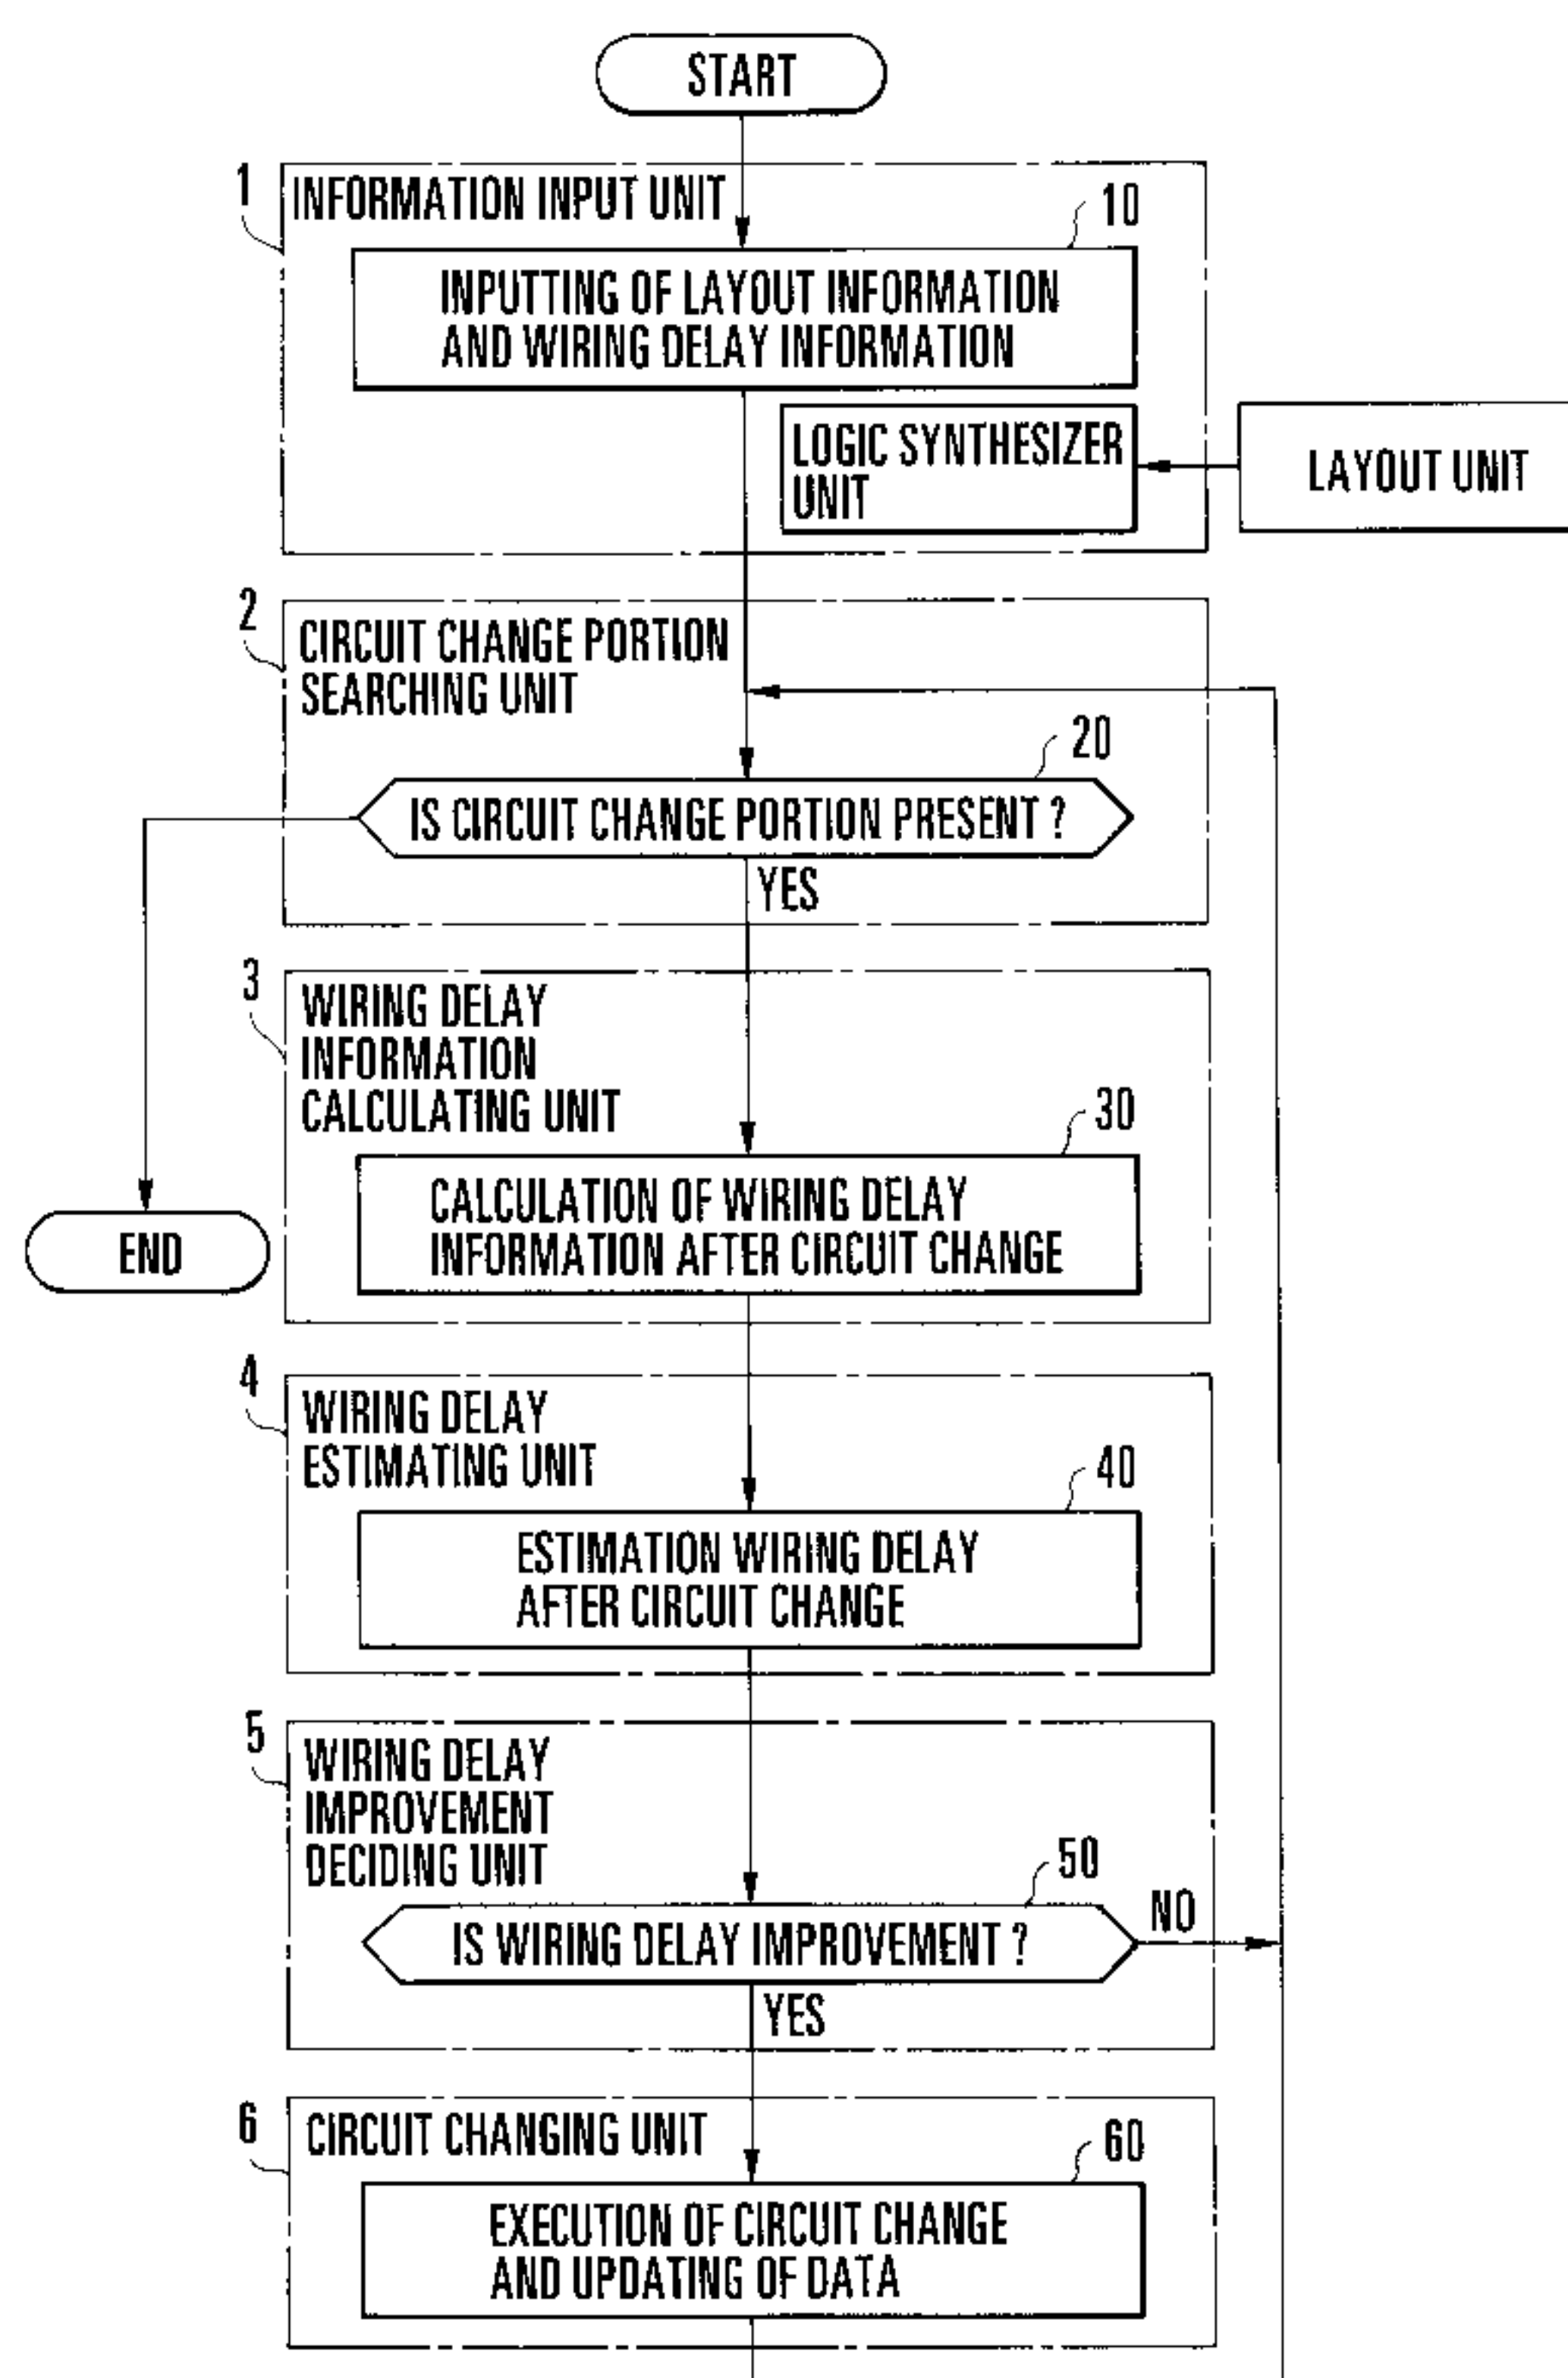 START
1
INFORMATION INPUT UNIT
10
INPUTTING OF LAYOUT INFORMATION
AND WIRING DELAY INFORMATION
LOGIC SYNTHESIZER
UNIT
LAYOUT UNIT
2
CIRCUIT CHANGE PORTION
SEARCHING UNIT
20
IS CIRCUIT CHANGE PORTION PRESENT ?
YES
3
WIRING DELAY
INFORMATION
CALCULATING UNIT
30
CALCULATION OF WIRING DELAY
INFORMATION AFTER CIRCUIT CHANGE
END
4
WIRING DELAY
ESTIMATING UNIT
40
ESTIMATION WIRING DELAY
AFTER CIRCUIT CHANGE
5
WIRING DELAY
IMPROVEMENT
DECIDING UNIT
50
IS WIRING DELAY IMPROVEMENT ?
NO
YES
6
CIRCUIT CHANGING UNIT
60
EXECUTION OF CIRCUIT CHANGE
AND UPDATING OF DATA